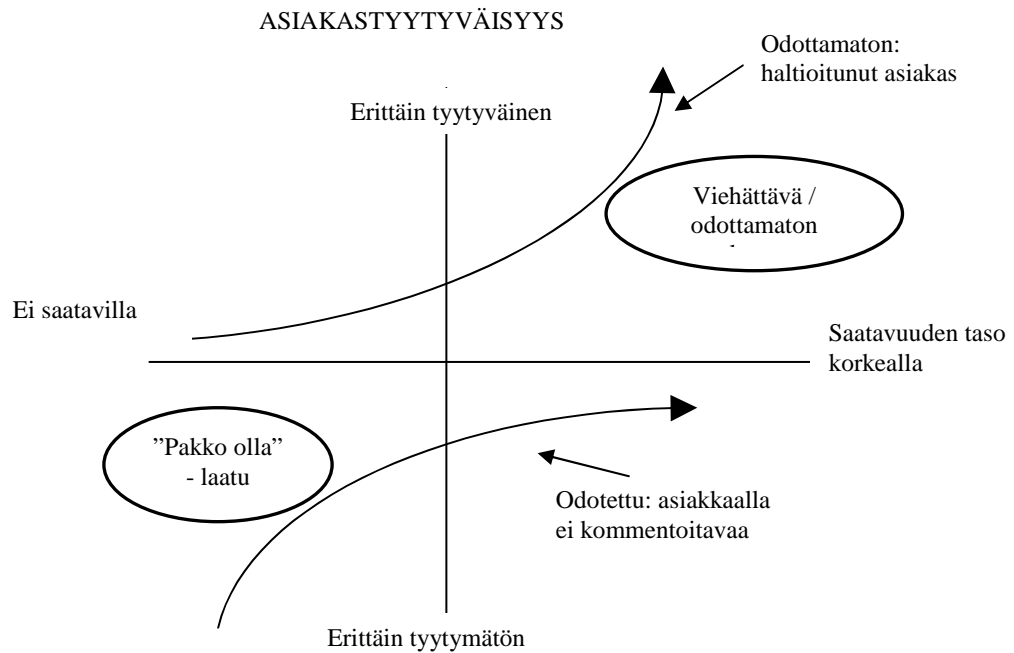 ASIAKASTYYTYVÄISYYS
Odottamaton:
haltioitunut asiakas
Erittäin tyytyväinen
Viehättävä /
odottamaton
Ei saatavilla
Saatavuuden taso
korkealla
”Pakko olla”
- laatu
Odotettu: asiakkaalla
ei kommentoitavaa
Erittäin tyytymätön